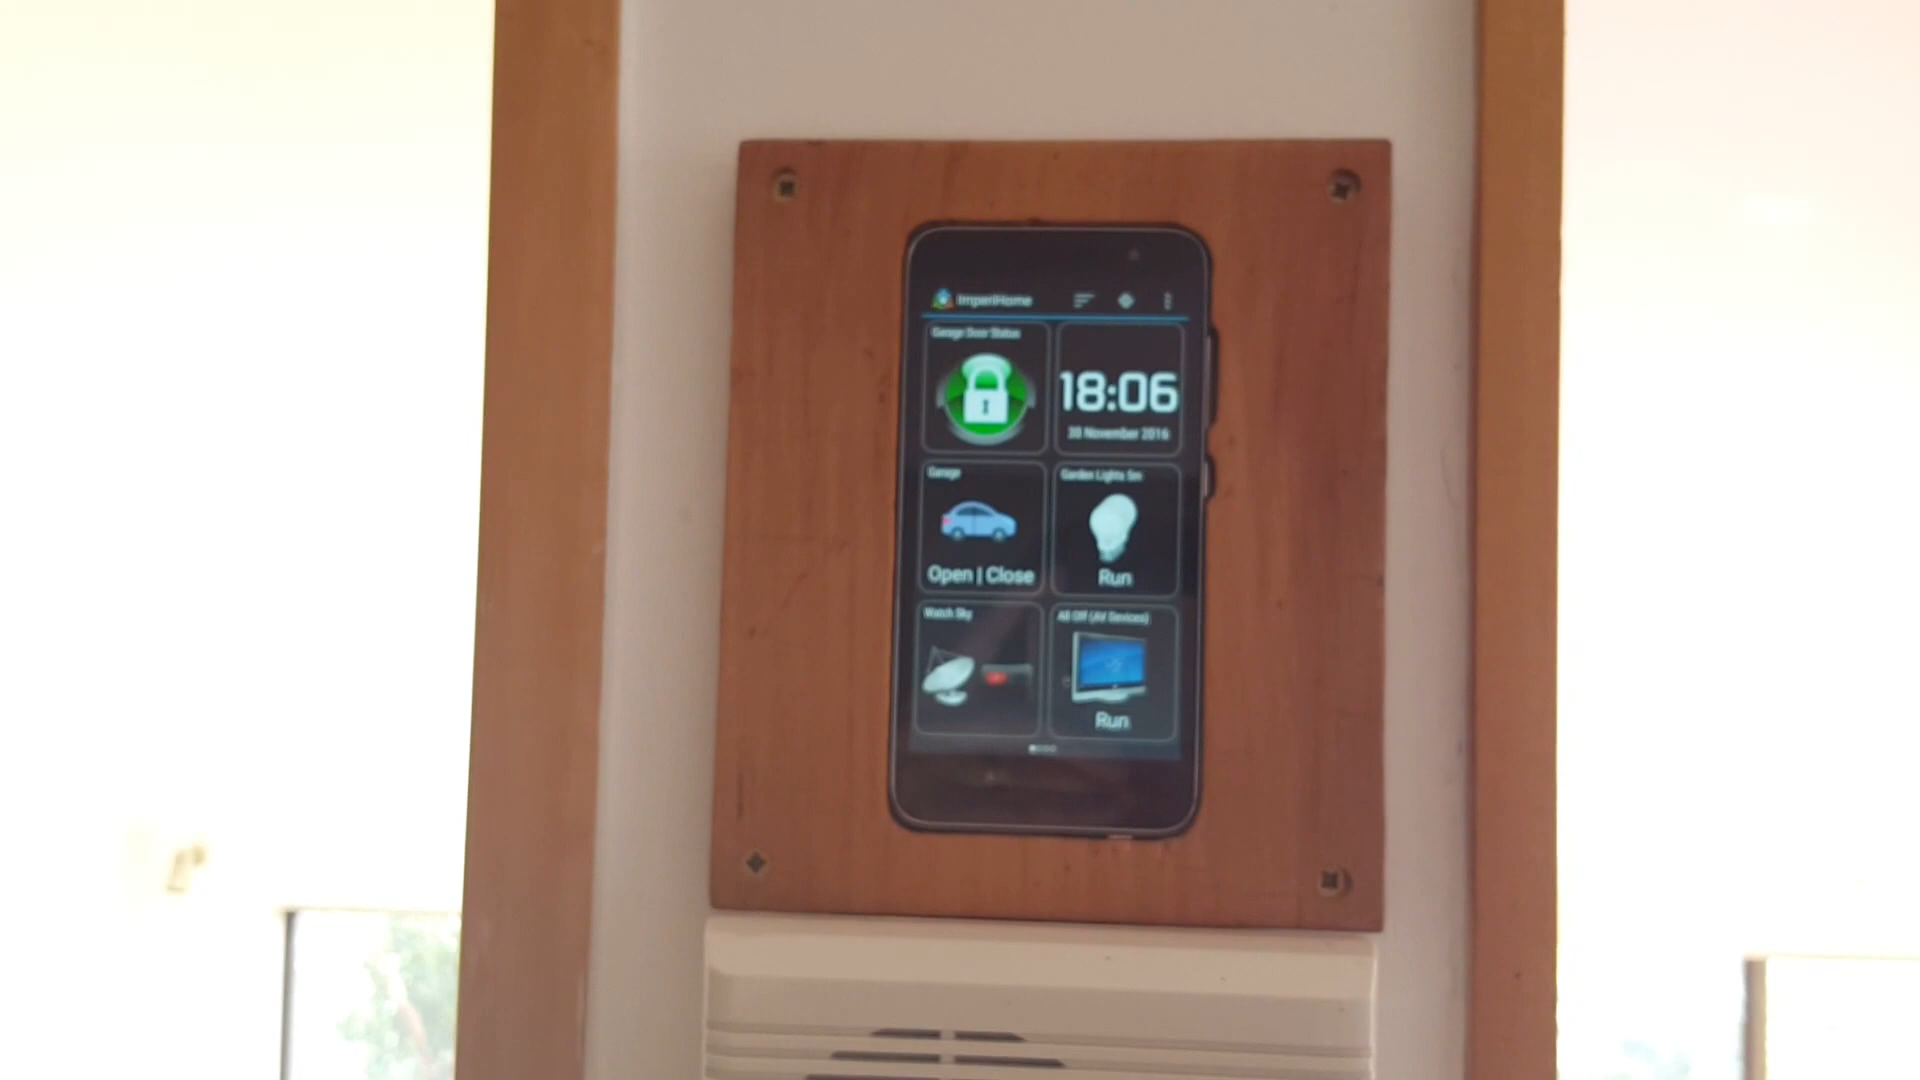 ImperiHome
Garage Door Status
18:06
30 November 2016
Garage
Open | Close
Garden Lights 5m
Run
Watch Sky
All Off (AV Devices)
Run